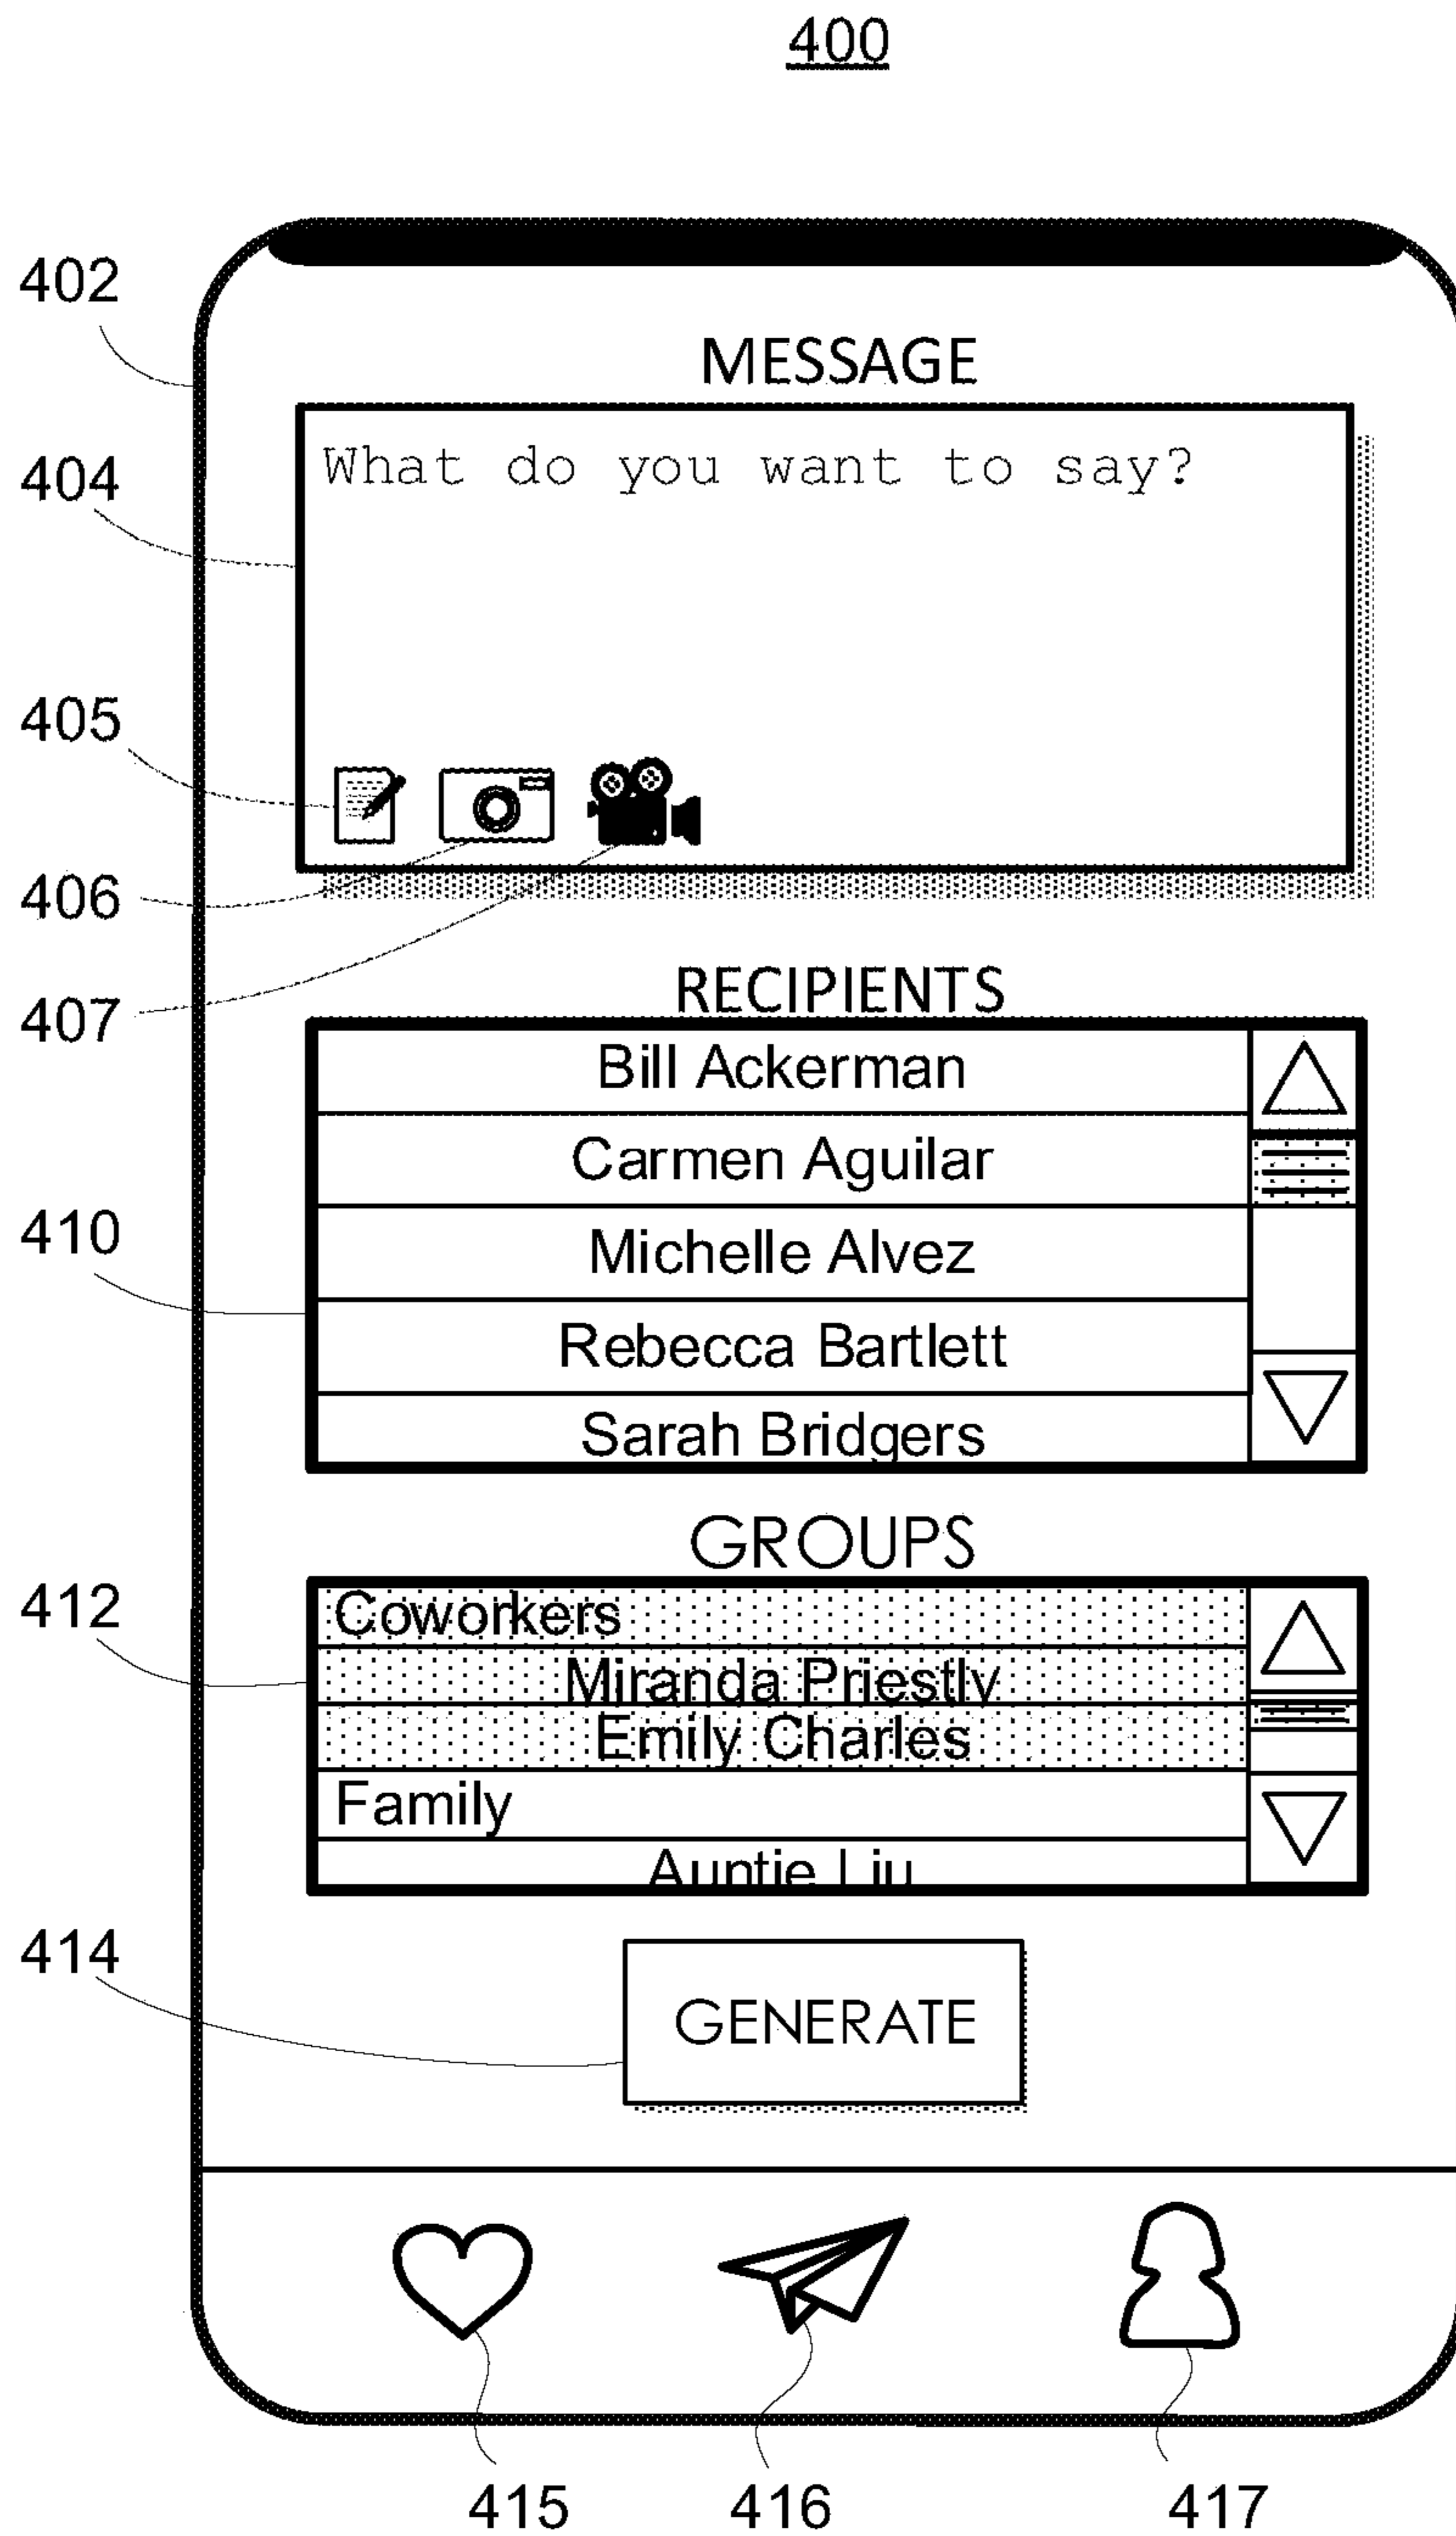 400
402
MESSAGE
404
What do you want to say?
405
406
407
RECIPIENTS
Bill Ackerman
Carmen Aguilar
410
Michelle Alvez
Rebecca Bartlett
Sarah Bridgers
GROUPS
412
Coworkers
Miranda Priestly
Emily Charles
Family
Auntie Liu
414
GENERATE
415 416 417